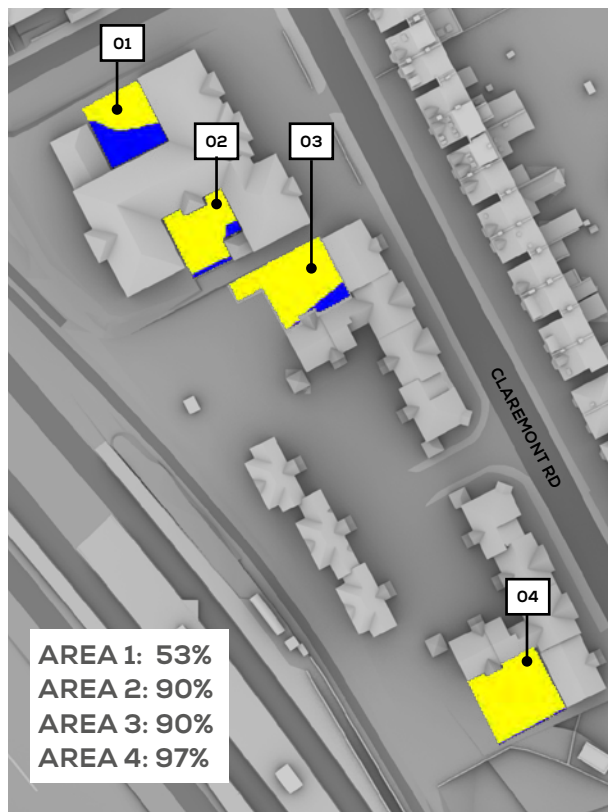 01
02
03
CLAREMONT RD
04
AREA 1: 53%
AREA 2: 90%
AREA 3: 90%
AREA 4: 97%